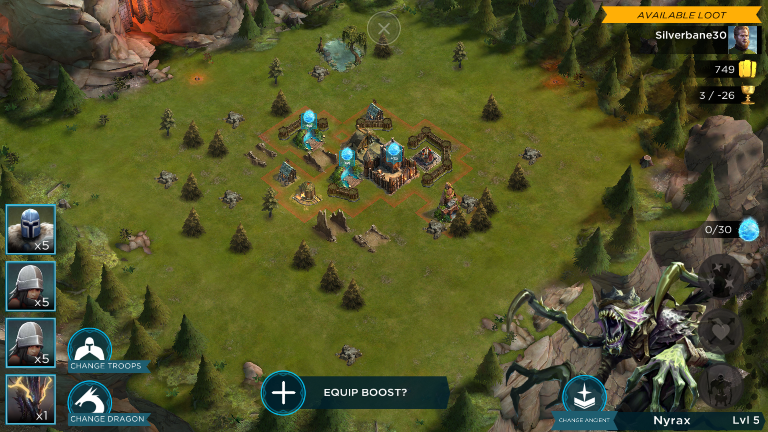 AVAILABLE LOOT
Silverbane30
749
3 / -26
0/30
x5
x5
x5
x1
CHANGE TROOPS
CHANGE DRAGON
EQUIP BOOST?
CHANGE ANCIENT
Nyrax Lvl 5